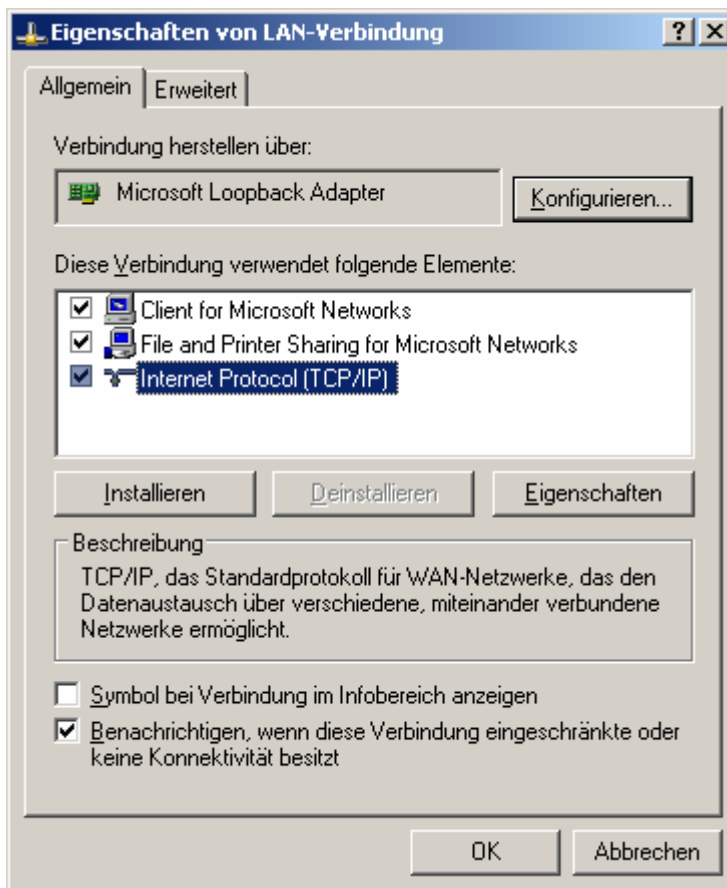 Eigenschaften von LAN-Verbindung
Allgemein
Erweitert
Verbindung herstellen über:
Microsoft Loopback Adapter
Konfigurieren...
Diese Verbindung verwendet folgende Elemente:
Client for Microsoft Networks
File and Printer Sharing for Microsoft Networks
Internet Protocol (TCP/IP)
Installieren
Deinstallieren
Eigenschaften
Beschreibung
TCP/IP, das Standardprotokoll für WAN-Netzwerke, das den
Datenaustausch über verschiedene, miteinander verbundene
Netzwerke ermöglicht.
Symbol bei Verbindung im Infobereich anzeigen
Benachrichtigen, wenn diese Verbindung eingeschränkte oder
keine Konnektivität besitzt
OK
Abbrechen